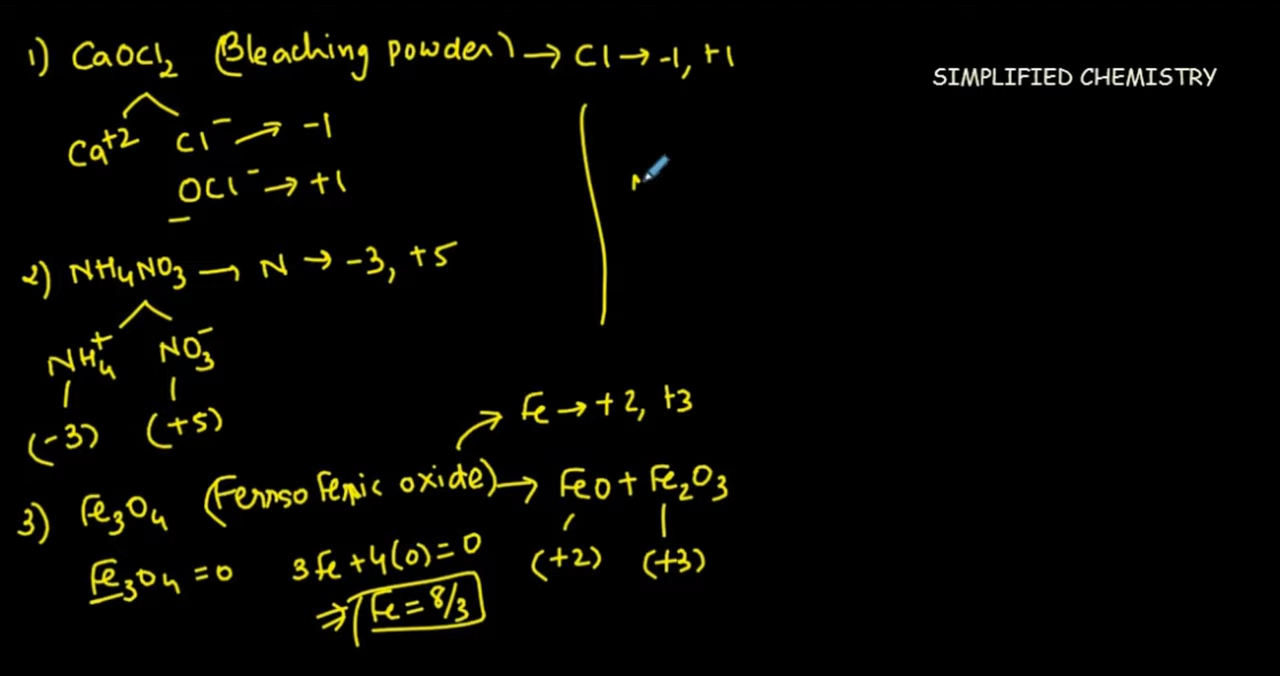 1) CaOCl2 (Bleaching powder) → Cl → -1, +1
SIMPLIFIED CHEMISTRY
Ca+2 Cl- → -1
OCl- → +1
2) NH4NO3 → N → -3, +5
NH4+ NO3-
(-3) (+5)
Fe → +2, +3
3) Fe3O4 (Ferroso Ferric oxide) → FeO + Fe2O3
(+2) (+3)
Fe3O4 = 0 3Fe + 4(O) = 0
⇒ Fe = 8/3